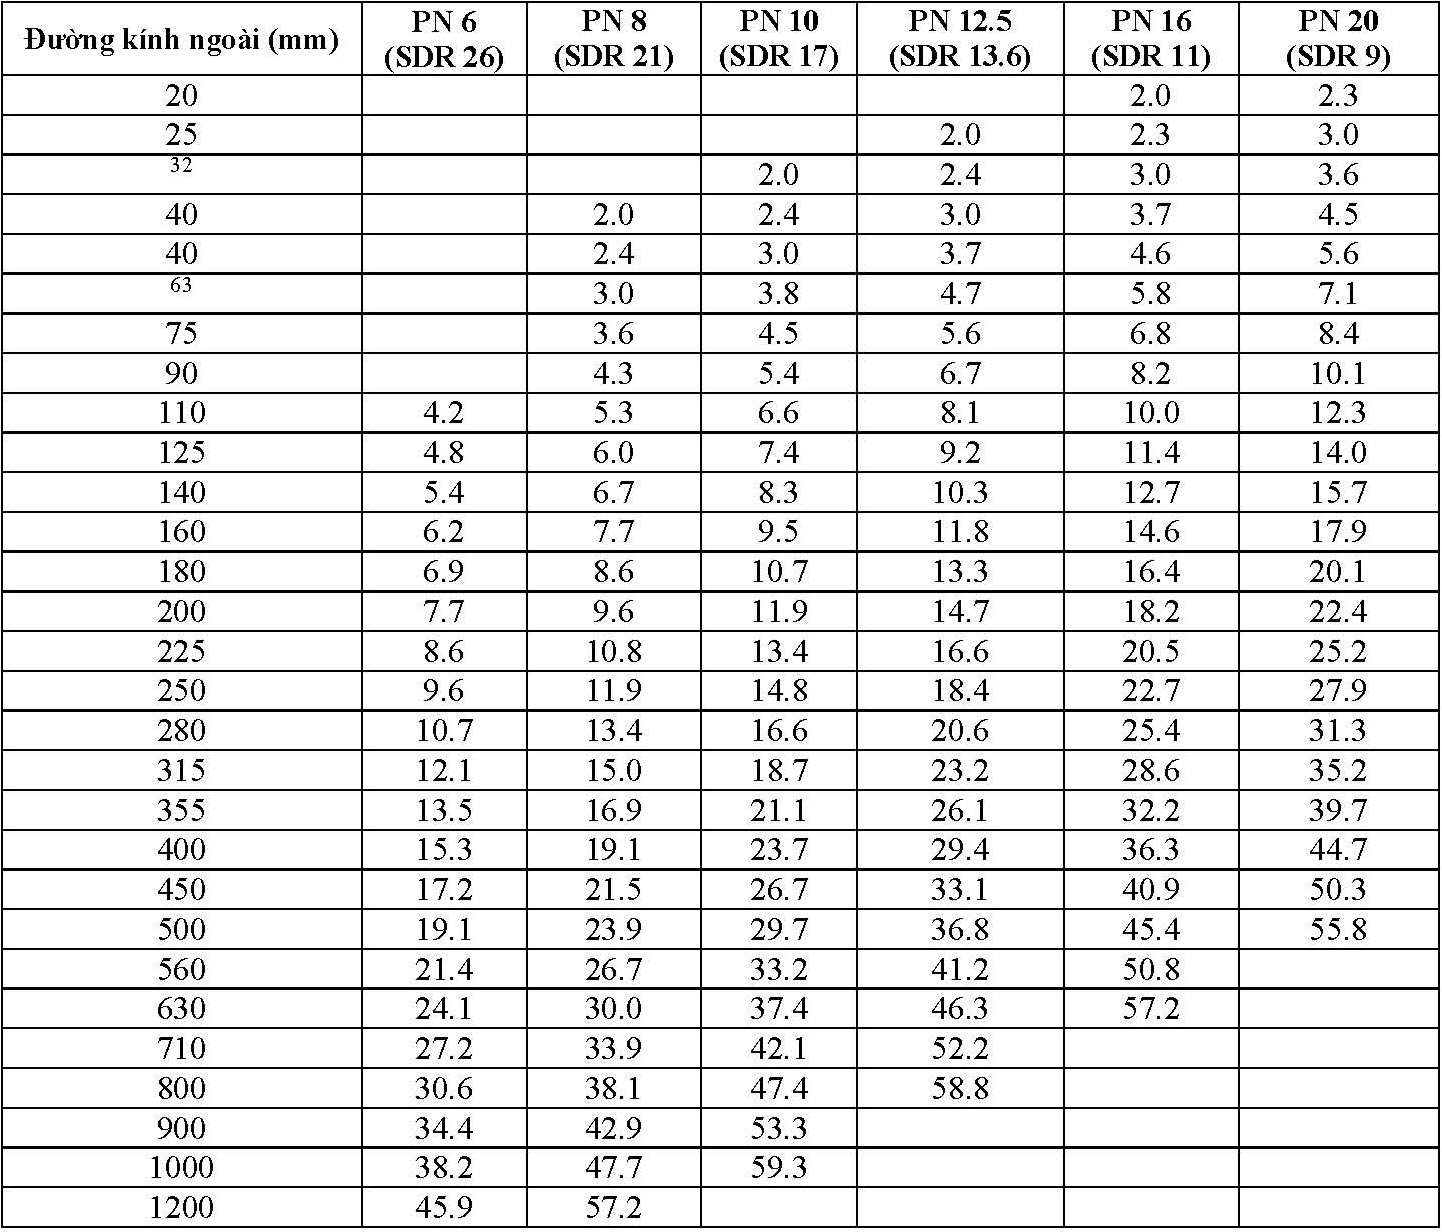 Đường kính ngoài (mm) PN 6 (SDR 26) PN 8 (SDR 21) PN 10 (SDR 17) PN 12.5 (SDR 13.6) PN 16 (SDR 11) PN 20 (SDR 9)
20 2.0 2.3
25 2.0 2.3 3.0
32 2.0 2.4 3.0 3.6
40 2.0 2.4 3.0 3.7 4.5
40 2.4 3.0 3.7 4.6 5.6
63 3.0 3.8 4.7 5.8 7.1
75 3.6 4.5 5.6 6.8 8.4
90 4.3 5.4 6.7 8.2 10.1
110 4.2 5.3 6.6 8.1 10.0 12.3
125 4.8 6.0 7.4 9.2 11.4 14.0
140 5.4 6.7 8.3 10.3 12.7 15.7
160 6.2 7.7 9.5 11.8 14.6 17.9
180 6.9 8.6 10.7 13.3 16.4 20.1
200 7.7 9.6 11.9 14.7 18.2 22.4
225 8.6 10.8 13.4 16.6 20.5 25.2
250 9.6 11.9 14.8 18.4 22.7 27.9
280 10.7 13.4 16.6 20.6 25.4 31.3
315 12.1 15.0 18.7 23.2 28.6 35.2
355 13.5 16.9 21.1 26.1 32.2 39.7
400 15.3 19.1 23.7 29.4 36.3 44.7
450 17.2 21.5 26.7 33.1 40.9 50.3
500 19.1 23.9 29.7 36.8 45.4 55.8
560 21.4 26.7 33.2 41.2 50.8
630 24.1 30.0 37.4 46.3 57.2
710 27.2 33.9 42.1 52.2
800 30.6 38.1 47.4 58.8
900 34.4 42.9 53.3
1000 38.2 47.7 59.3
1200 45.9 57.2